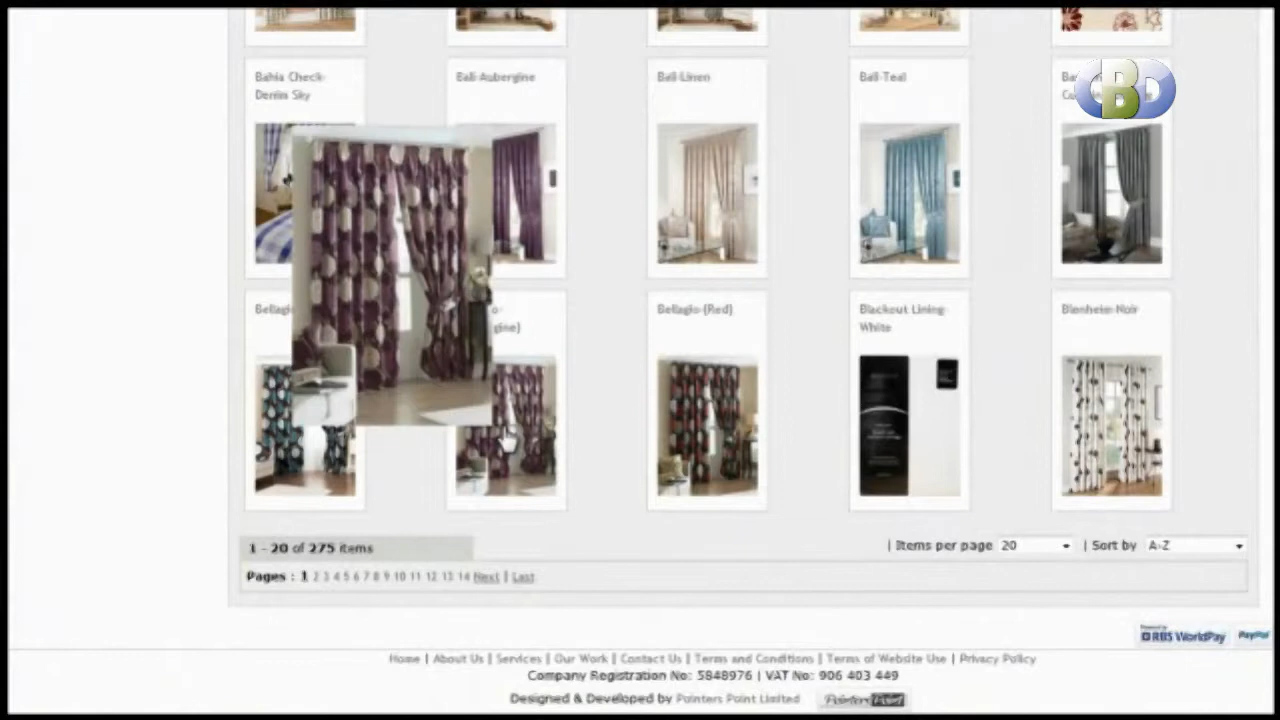 Bahia Check-
Denim Sky
Bali-Aubergine
Bali-Linen
Bali-Teal
CBD
Bellagio-(Red)
Blackout Lining-
White
Blenheim-Noir
1 - 20 of 275 items
| Items per page 20 | Sort by A-Z
Pages : 1 2 3 4 5 6 7 8 9 10 11 12 13 14 Next | Last
RBS WorldPay PayPal
Home | About Us | Services | Our Work | Contact Us | Terms and Conditions | Terms of Website Use | Privacy Policy
Company Registration No: 5848976 | VAT No: 906 403 449
Designed & Developed by Pointers Point Limited